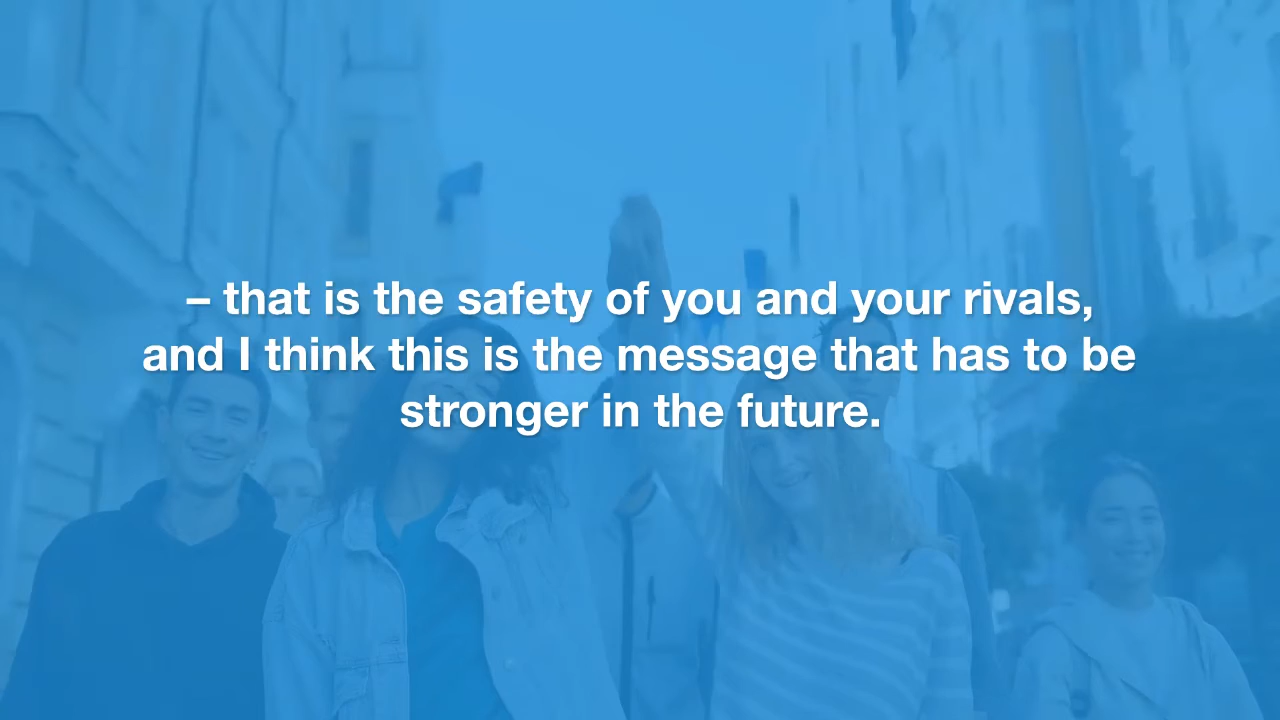 – that is the safety of you and your rivals,
and I think this is the message that has to be
stronger in the future.